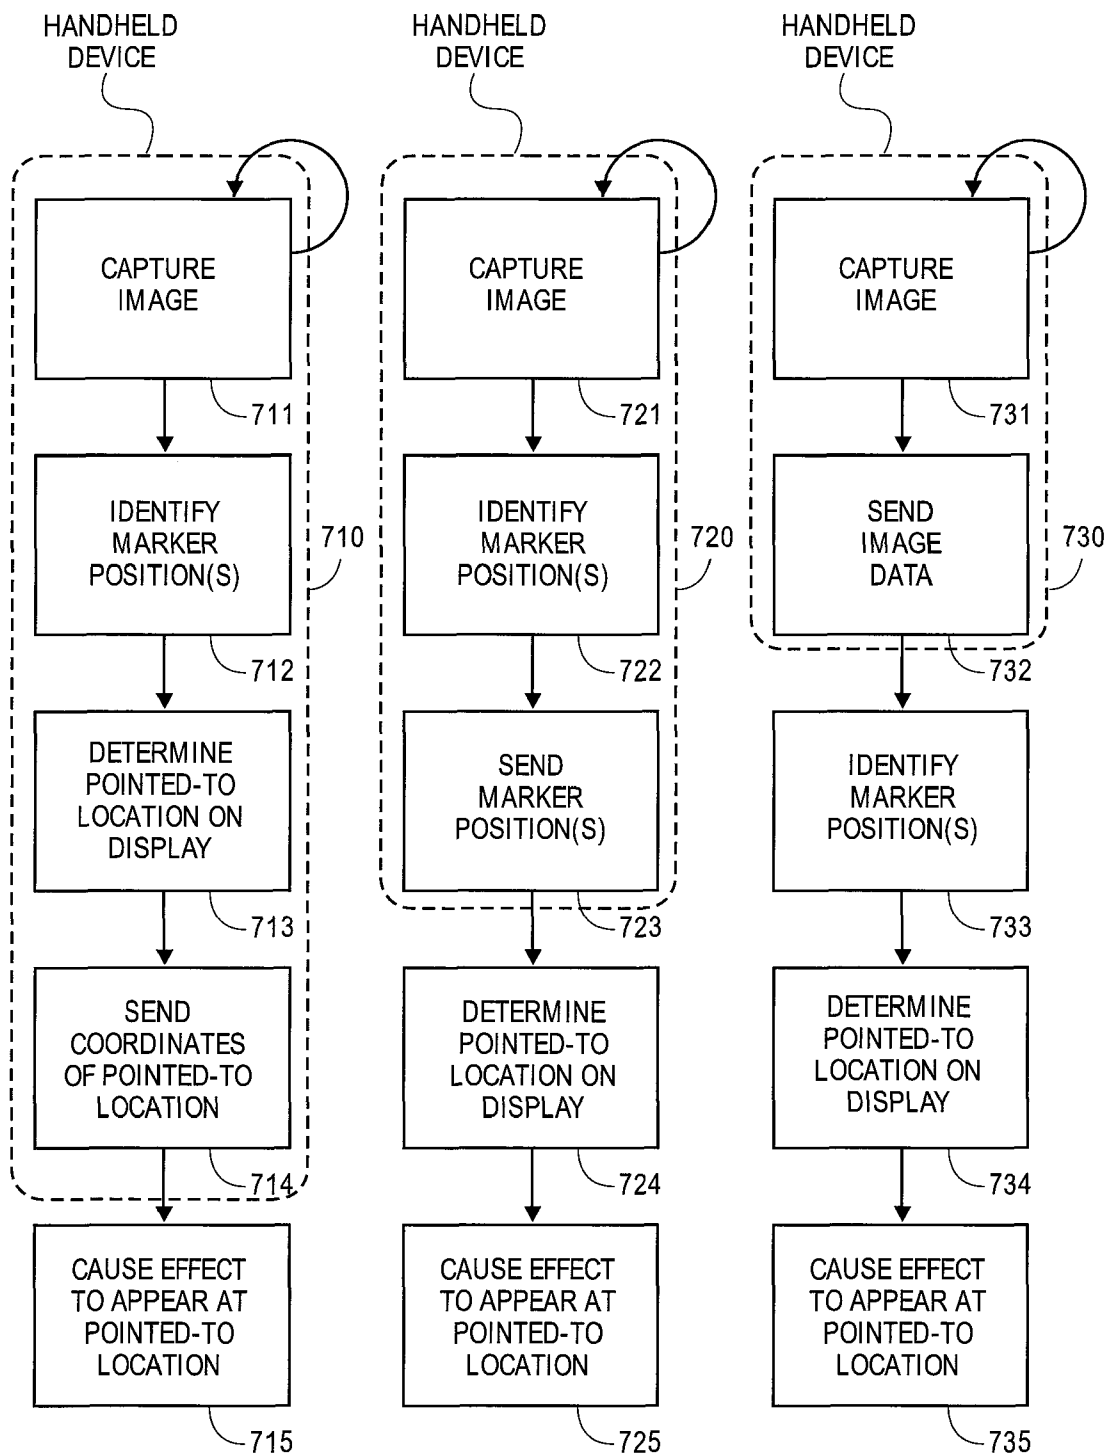 HANDHELD
DEVICE
CAPTURE
IMAGE
711
IDENTIFY
MARKER
POSITION(S)
710
712
DETERMINE
POINTED-TO
LOCATION ON
DISPLAY
713
SEND
COORDINATES
OF POINTED-TO
LOCATION
714
CAUSE EFFECT
TO APPEAR AT
POINTED-TO
LOCATION
715
HANDHELD
DEVICE
CAPTURE
IMAGE
721
IDENTIFY
MARKER
POSITION(S)
720
722
SEND
MARKER
POSITION(S)
723
DETERMINE
POINTED-TO
LOCATION ON
DISPLAY
724
CAUSE EFFECT
TO APPEAR AT
POINTED-TO
LOCATION
725
HANDHELD
DEVICE
CAPTURE
IMAGE
731
SEND
IMAGE
DATA
730
732
IDENTIFY
MARKER
POSITION(S)
733
DETERMINE
POINTED-TO
LOCATION ON
DISPLAY
734
CAUSE EFFECT
TO APPEAR AT
POINTED-TO
LOCATION
735